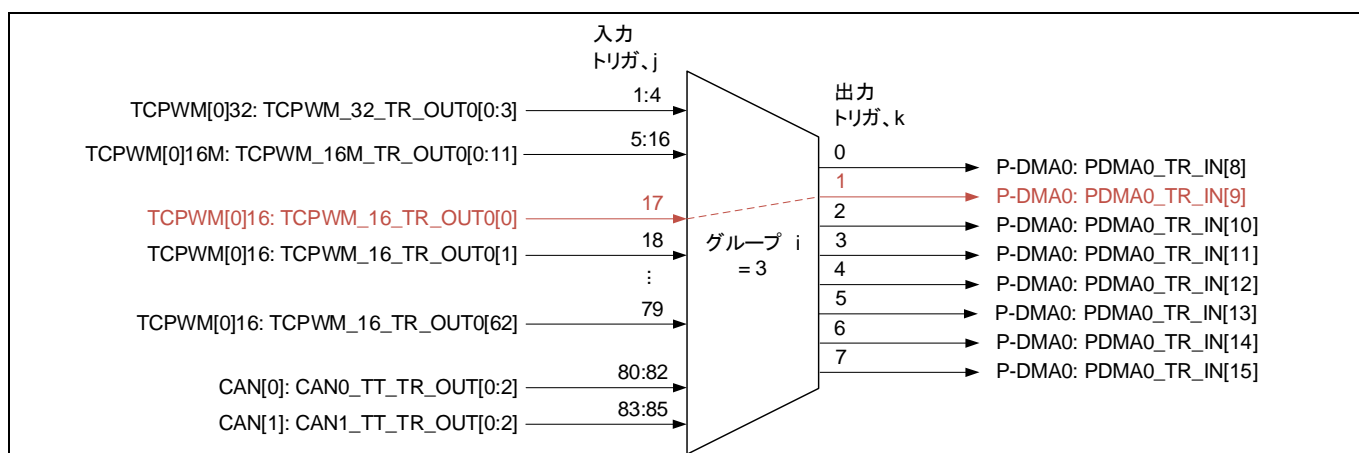 入力
トリガ、j
TCPWM[0]32: TCPWM_32_TR_OUT0[0:3]
1:4
TCPWM[0]16M: TCPWM_16M_TR_OUT0[0:11]
5:16
TCPWM[0]16: TCPWM_16_TR_OUT0[0]
17
TCPWM[0]16: TCPWM_16_TR_OUT0[1]
18
⋮
TCPWM[0]16: TCPWM_16_TR_OUT0[62]
79
CAN[0]: CAN0_TT_TR_OUT[0:2]
80:82
CAN[1]: CAN1_TT_TR_OUT[0:2]
83:85
グループ i
= 3
出力
トリガ、k
0
P-DMA0: PDMA0_TR_IN[8]
1
P-DMA0: PDMA0_TR_IN[9]
2
P-DMA0: PDMA0_TR_IN[10]
3
P-DMA0: PDMA0_TR_IN[11]
4
P-DMA0: PDMA0_TR_IN[12]
5
P-DMA0: PDMA0_TR_IN[13]
6
P-DMA0: PDMA0_TR_IN[14]
7
P-DMA0: PDMA0_TR_IN[15]